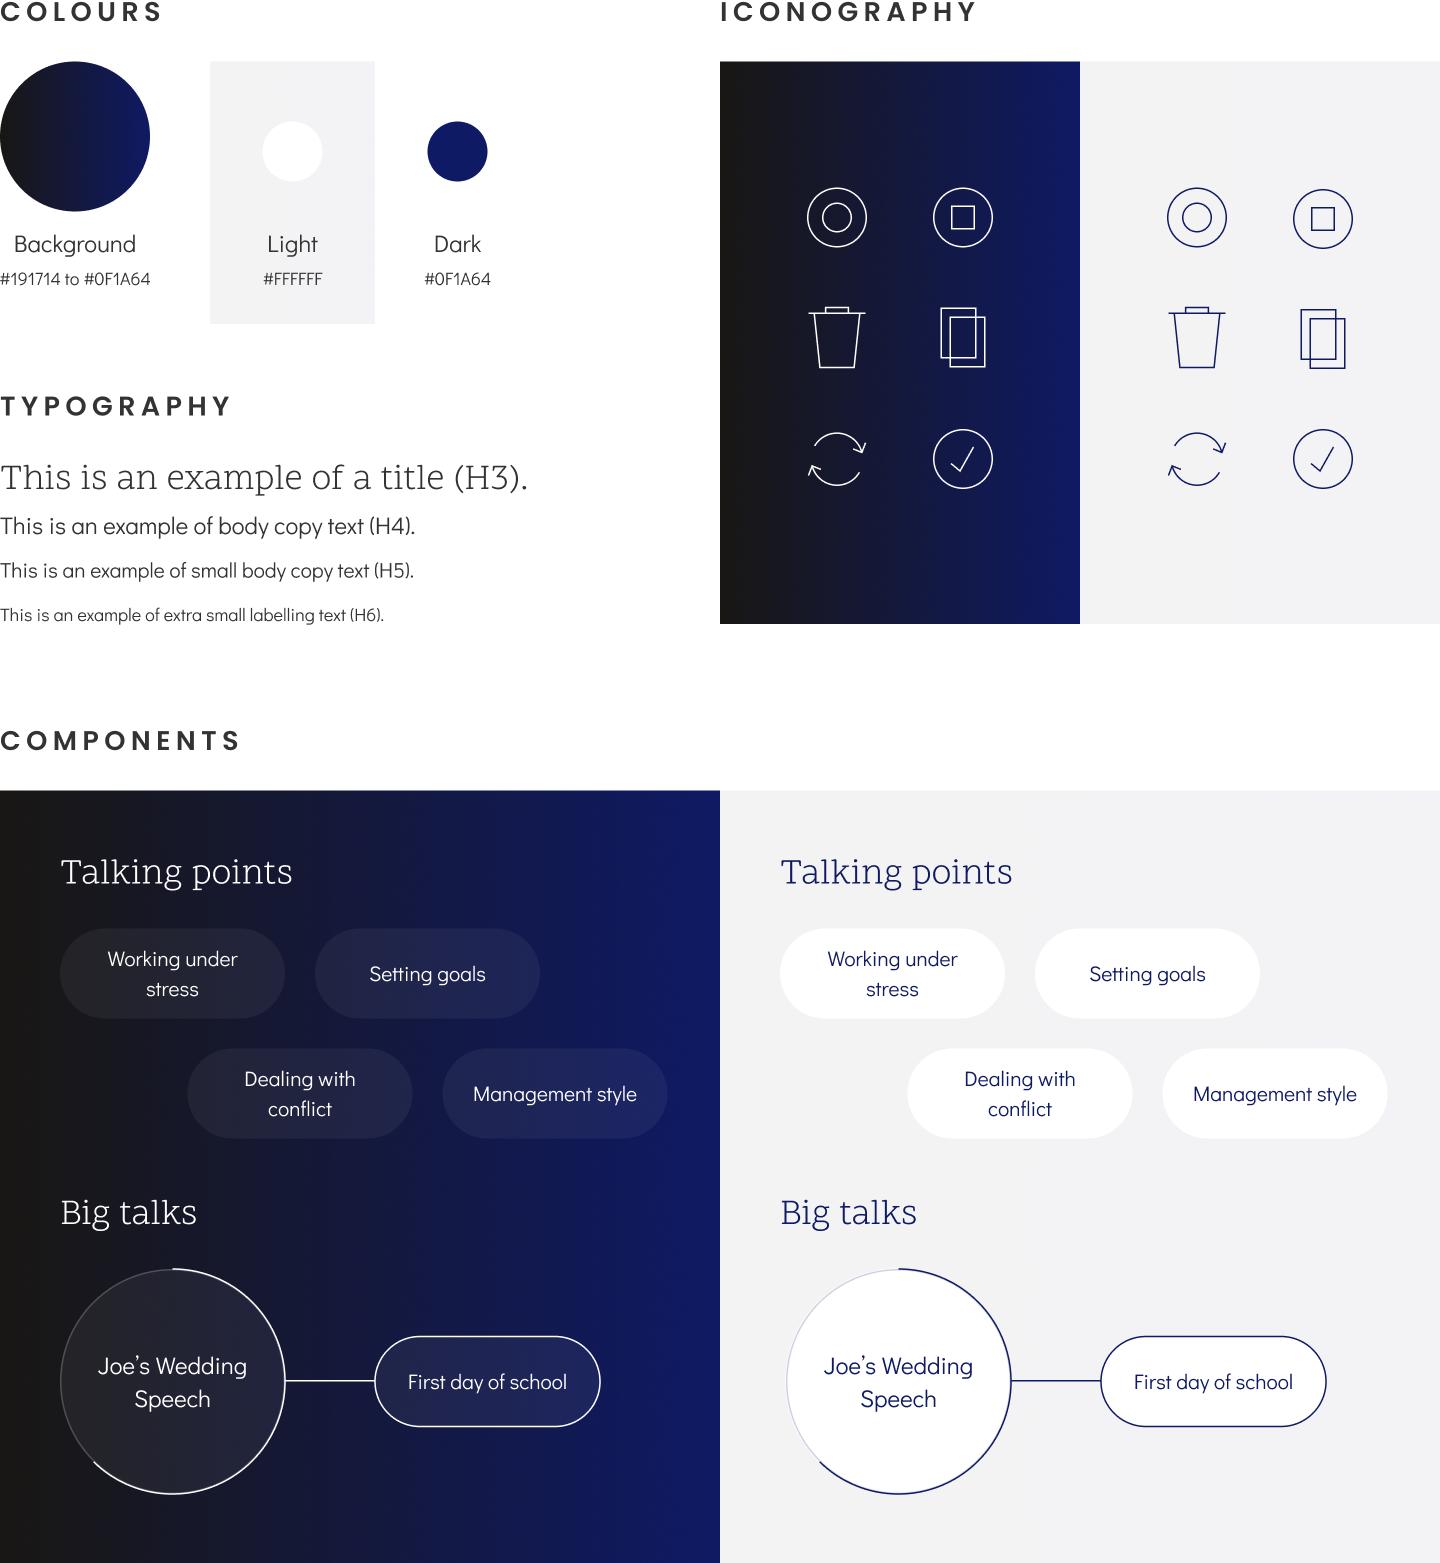 COLOURS
Background
#191714 to #0F1A64
Light
#FFFFFF
Dark
#0F1A64
TYPOGRAPHY
This is an example of a title (H3).
This is an example of body copy text (H4).
This is an example of small body copy text (H5).
This is an example of extra small labelling text (H6).
ICONOGRAPHY
COMPONENTS
Talking points
Working under
stress
Setting goals
Dealing with
conflict
Management style
Big talks
Joe’s Wedding
Speech
First day of school
Talking points
Working under
stress
Setting goals
Dealing with
conflict
Management style
Big talks
Joe’s Wedding
Speech
First day of school